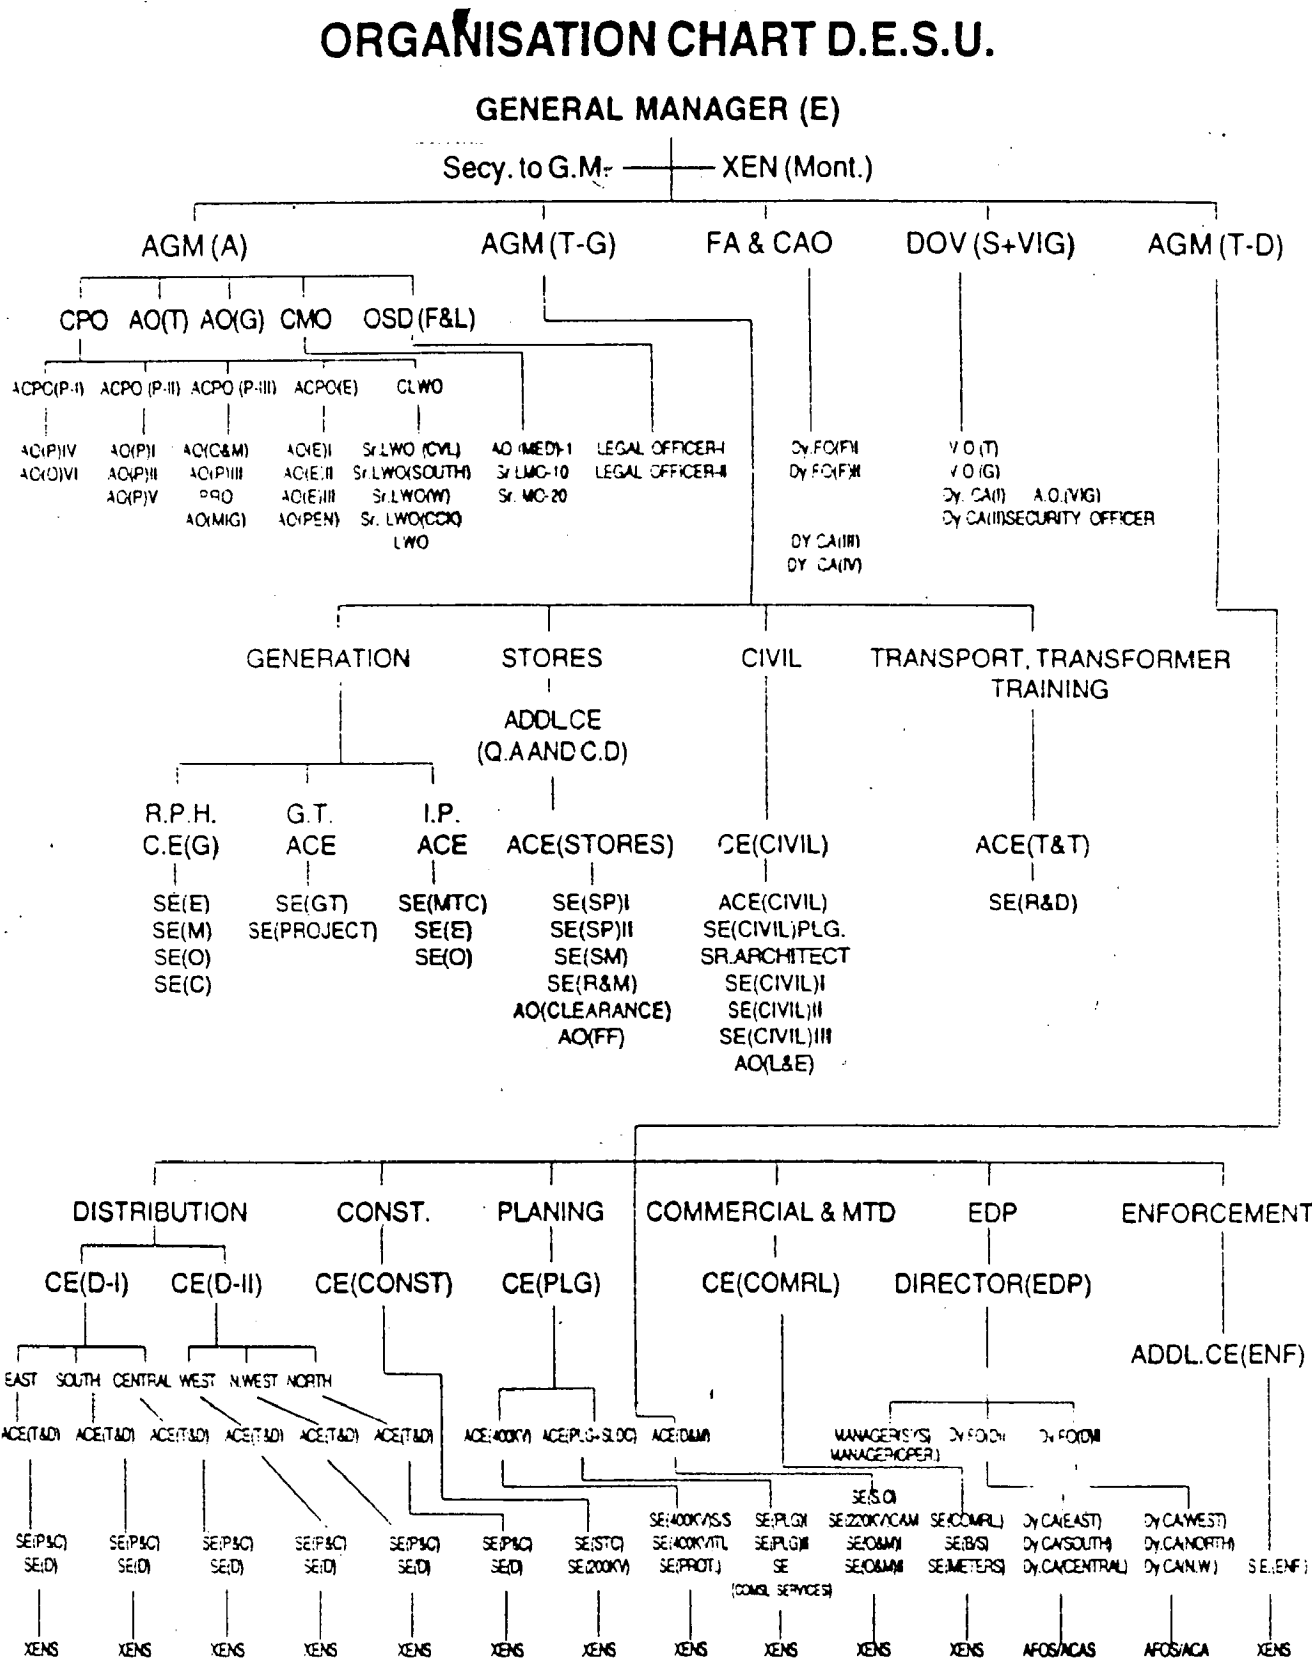 ORGANISATION CHART D.E.S.U.
GENERAL MANAGER (E)
Secy. to G.M. XEN (Mont.)
AGM (A) AGM (T-G) FA & CAO DOV (S+VIG) AGM (T-D)
CPO AO(T) AO(G) CMO OSD (F&L)
ACPO(P-I) ACPO (P-II) ACPO (P-III) ACPO(E) CLWO
AO(P)IV AO(P)I AO(C&M) AO(E)I Sr.LWO (CVL) AO (MED)-1 LEGAL OFFICER-I Dy.FO(F)I V.O (T)
AO(O)VI AO(P)II AO(P)III AO(E)II Sr.LWO(SOUTH) LEGAL OFFICER-II Dy FO(F)II V.O (G)
AO(P)V PRO AO(E)III Sr.LWO(W) Sr. MO-20 Dy. CA(I) A.O.(VIG)
AO(MIG) AO(PEN) Sr. LWO(CCK) Dy CA(II) SECURITY OFFICER
LWO DY CA(III)
DY CA(IV)
GENERATION STORES CIVIL TRANSPORT, TRANSFORMER
TRAINING
ADDL.CE
(Q.A AND C.D)
R.P.H. G.T. I.P.
C.E(G) ACE ACE ACE(STORES) CE(CIVIL) ACE(T&T)
SE(E) SE(GT) SE(MTC) SE(SP)I ACE(CIVIL) SE(R&D)
SE(M) SE(PROJECT) SE(E) SE(SP)II SE(CIVIL)PLG.
SE(O) SE(O) SE(SM) SR.ARCHITECT
SE(C) SE(R&M) SE(CIVIL)I
AO(CLEARANCE) SE(CIVIL)II
AO(FF) SE(CIVIL)III
AO(L&E)
DISTRIBUTION CONST. PLANING COMMERCIAL & MTD EDP ENFORCEMENT
CE(D-I) CE(D-II) CE(CONST) CE(PLG) CE(COMRL) DIRECTOR(EDP)
ADDL.CE(ENF)
EAST SOUTH CENTRAL WEST N.WEST NORTH
ACE(T&D) ACE(T&D) ACE(T&D) ACE(T&D) ACE(T&D) ACE(T&D) ACE(400KV) ACE(PLG+SLDC) ACE(O&M) MANAGER(SYS)
MANAGER(OPER.)
SE(S.O)
SE(400KV)S/S SE(PLG)I SE(220KV)C&M SE(COMRL) Dy CA(EAST) Dy CA(WEST)
SE(P&C) SE(P&C) SE(P&C) SE(P&C) SE(P&C) SE(P&C) SE(STC) SE(400KV)TL SE(PLG)II SE(O&M)I SE(B/S) Dy CA(SOUTH) Dy.CA(NORTH)
SE(D) SE(D) SE(D) SE(D) SE(D) SE(D) SE(200KV) SE(PROT.) SE SE(O&M)II SE(METERS) Dy.CA(CENTRAL) Dy CA(N.W) S E.(ENF)
(COMSL SERVICES)
XENS XENS XENS XENS XENS XENS XENS XENS XENS XENS XENS AFOS/ACAS AFOS/ACA XENS